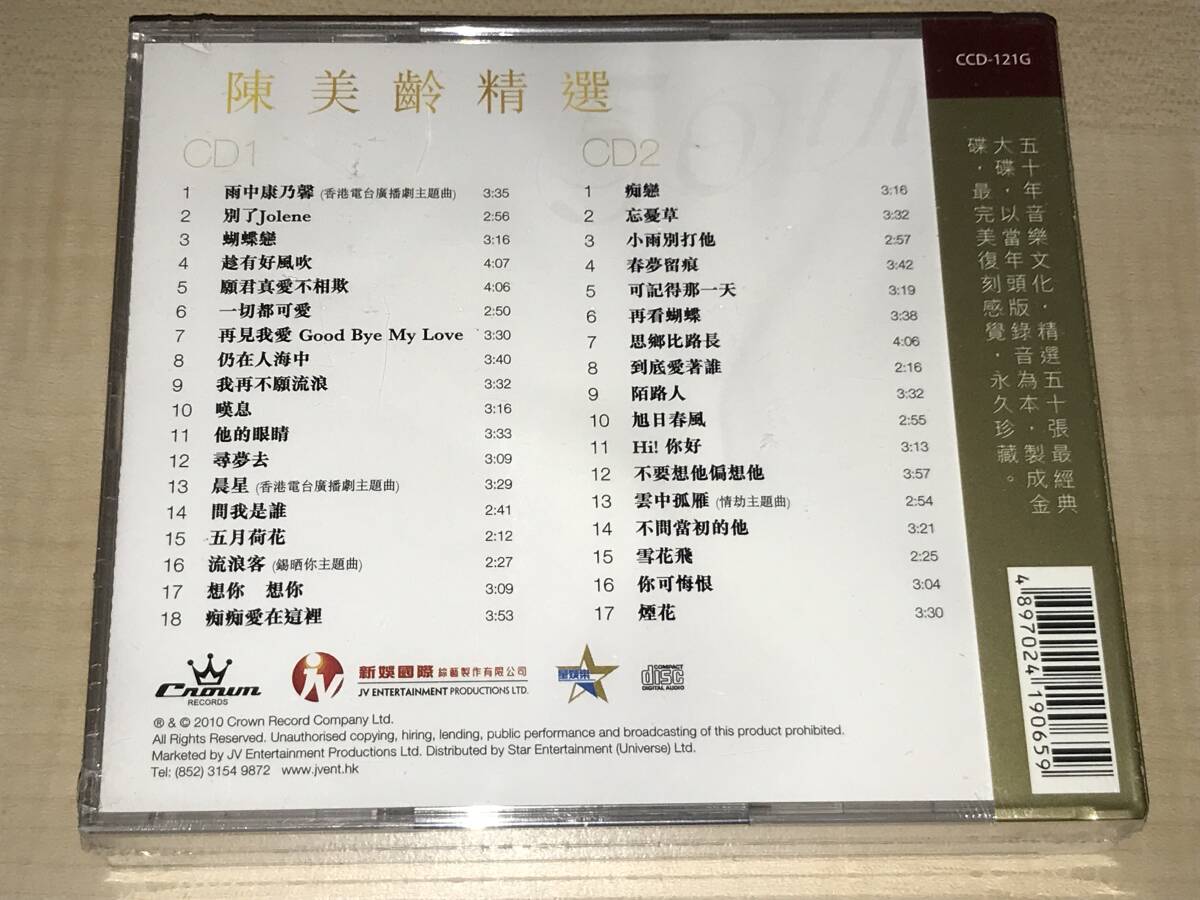 陳美齡精選
CD1
1 雨中康乃馨 (香港電台廣播劇主題曲) 3:35
2 別了Jolene 2:56
3 蝴蝶戀 3:16
4 趁有好風吹 4:07
5 願君真愛不相欺 4:06
6 一切都可愛 2:50
7 再見我愛 Good Bye My Love 3:30
8 仍在人海中 3:40
9 我再不願流浪 3:32
10 嘆息 3:16
11 他的眼睛 3:33
12 尋夢去 3:09
13 晨星 (香港電台廣播劇主題曲) 3:29
14 問我是誰 2:41
15 五月荷花 2:12
16 流浪客 (錫晒你主題曲) 2:27
17 想你 想你 3:09
18 痴痴愛在這裡 3:53
CD2
1 痴戀 3:16
2 忘憂草 3:32
3 小雨別打他 2:57
4 春夢留痕 3:42
5 可記得那一天 3:19
6 再看蝴蝶 3:38
7 思鄉比路長 4:06
8 到底愛著誰 2:16
9 陌路人 3:32
10 旭日春風 2:55
11 Hi! 你好 3:13
12 不要想他偏想他 3:57
13 雲中孤雁 (情劫主題曲) 2:54
14 不問當初的他 3:21
15 雪花飛 2:25
16 你可悔恨 3:04
17 煙花 3:30
Crown
RECORDS
JV
新娛國際 綜藝製作有限公司
JV ENTERTAINMENT PRODUCTIONS LTD.
星娛樂
COMPACT
disc
DIGITAL AUDIO
℗ & © 2010 Crown Record Company Ltd.
All Rights Reserved. Unauthorised copying, hiring, lending, public performance and broadcasting of this product prohibited.
Marketed by JV Entertainment Productions Ltd. Distributed by Star Entertainment (Universe) Ltd.
Tel: (852) 3154 9872 www.jvent.hk
50th
CCD-121G
五十年音樂文化，精選五十張最經典
大碟，以當年頭版錄音為本，製成金
碟，最完美復刻感覺，永久珍藏。
4 897024 190659